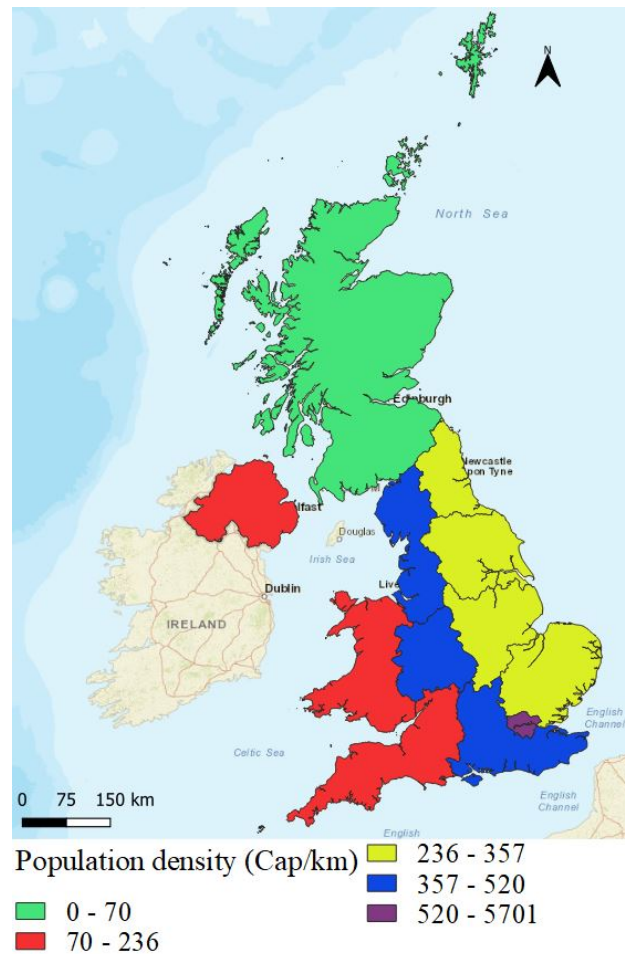 N
North Sea
Edinburgh
Newcastle
upon Tyne
lfast
Douglas
Irish Sea
Live
Dublin
IRELAND
English
Channel
Celtic Sea
0 75 150 km
English
Channel
English
Population density (Cap/km)
0 - 70
70 - 236
236 - 357
357 - 520
520 - 5701